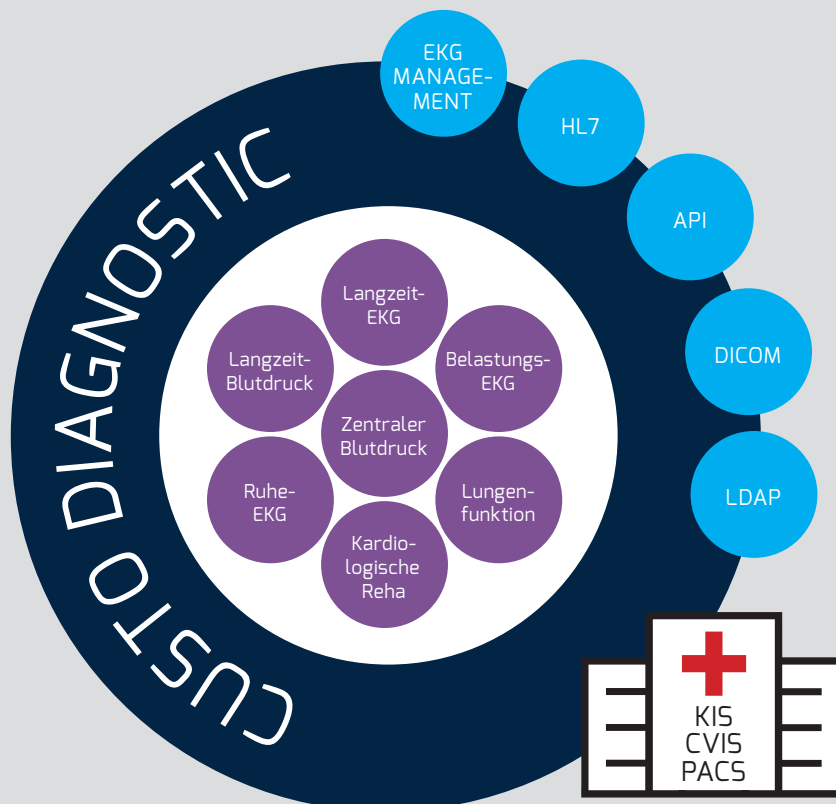 EKG
MANAGE-
MENT
HL7
API
DICOM
LDAP
CUSTO DIAGNOSTIC
Langzeit-
EKG
Langzeit-
Blutdruck
Belastungs-
EKG
Zentraler
Blutdruck
Ruhe-
EKG
Lungen-
funktion
Kardio-
logische
Reha
KIS
CVIS
PACS